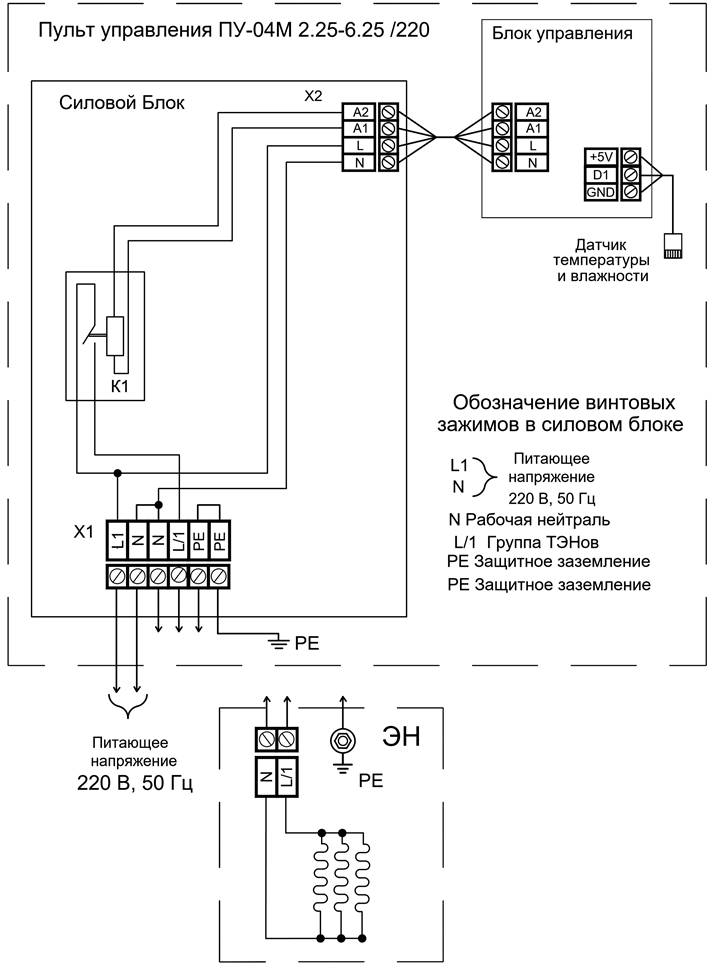 Пульт управления ПУ-04М 2.25-6.25 /220
Блок управления
Силовой Блок
X2
A2
A1
L
N
A2
A1
L
N
+5V
D1
GND
Датчик
температуры
и влажности
K1
Обозначение винтовых
зажимов в силовом блоке
L1
N
Питающее
напряжение
220 В, 50 Гц
N Рабочая нейтраль
L/1 Группа ТЭНов
PE Защитное заземление
PE Защитное заземление
X1
L1
N
N
L/1
PE
PE
PE
Питающее
напряжение
220 В, 50 Гц
ЭН
N
L/1
PE